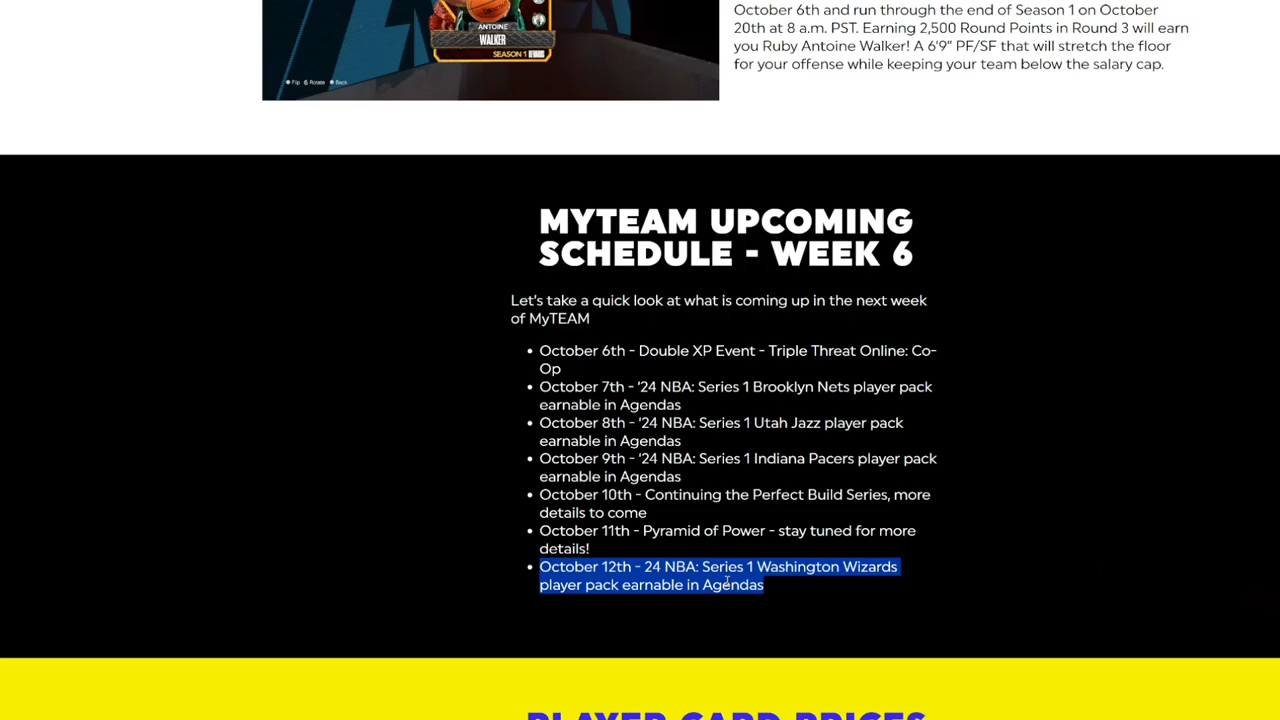 ANTOINE
WALKER
SEASON 1
Flip Rotate Back
October 6th and run through the end of Season 1 on October
20th at 8 a.m. PST. Earning 2,500 Round Points in Round 3 will earn
you Ruby Antoine Walker! A 6'9" PF/SF that will stretch the floor
for your offense while keeping your team below the salary cap.
MYTEAM UPCOMING
SCHEDULE - WEEK 6
Let's take a quick look at what is coming up in the next week
of MyTEAM
• October 6th - Double XP Event - Triple Threat Online: Co-
Op
• October 7th - '24 NBA: Series 1 Brooklyn Nets player pack
earnable in Agendas
• October 8th - '24 NBA: Series 1 Utah Jazz player pack
earnable in Agendas
• October 9th - '24 NBA: Series 1 Indiana Pacers player pack
earnable in Agendas
• October 10th - Continuing the Perfect Build Series, more
details to come
• October 11th - Pyramid of Power - stay tuned for more
details!
• October 12th - 24 NBA: Series 1 Washington Wizards
player pack earnable in Agendas
PLAYER CARD PRICES